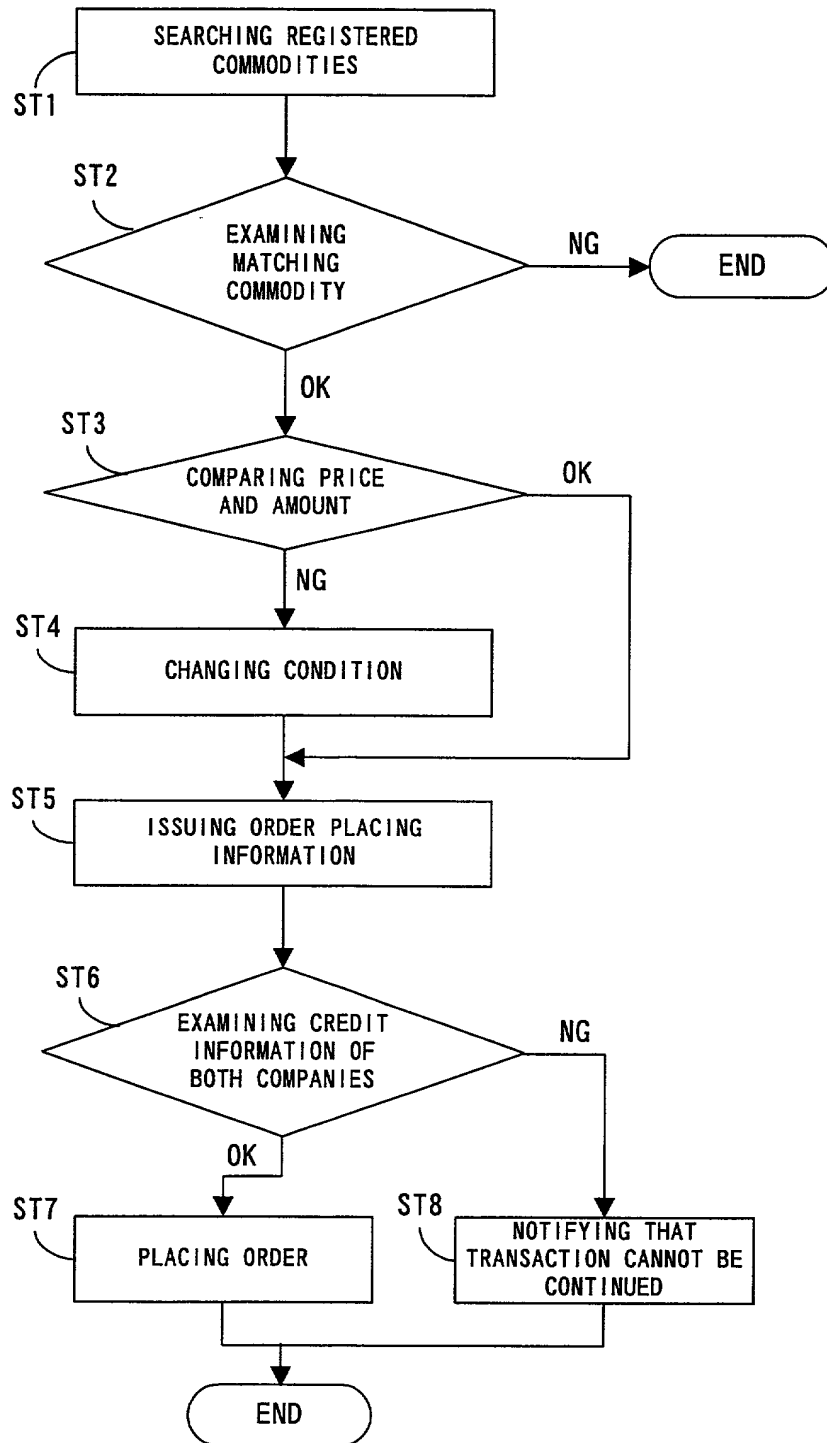 SEARCHING REGISTERED
COMMODITIES
ST1
ST2
EXAMINING
MATCHING
COMMODITY
NG
END
OK
ST3
COMPARING PRICE
AND AMOUNT
OK
NG
ST4
CHANGING CONDITION
ST5
ISSUING ORDER PLACING
INFORMATION
ST6
EXAMINING CREDIT
INFORMATION OF
BOTH COMPANIES
NG
OK
ST7
PLACING ORDER
ST8
NOTIFYING THAT
TRANSACTION CANNOT BE
CONTINUED
END